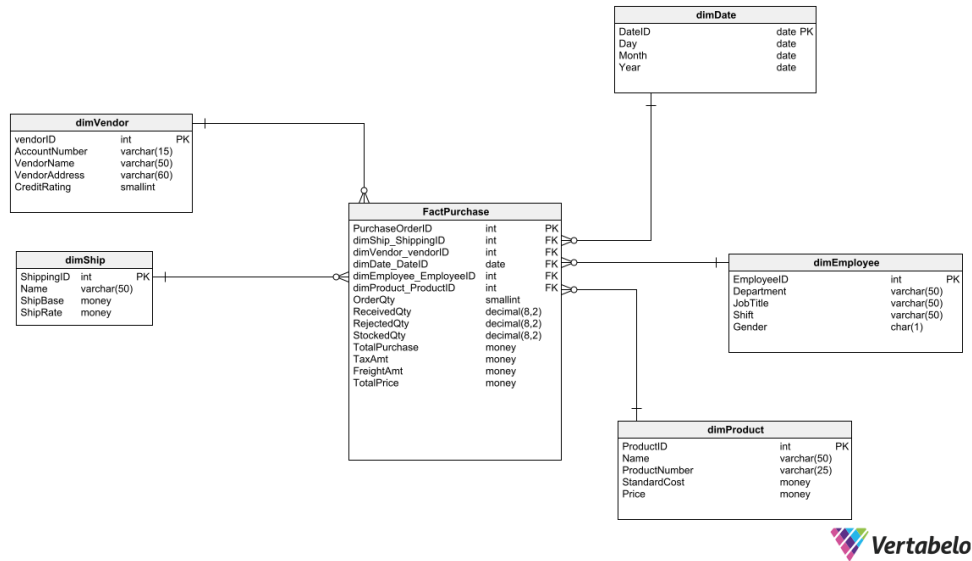 dimDate
DateID date PK
Day date
Month date
Year date
dimVendor
vendorID int PK
AccountNumber varchar(15)
VendorName varchar(50)
VendorAddress varchar(60)
CreditRating smallint
FactPurchase
PurchaseOrderID int PK
dimShip_ShippingID int FK
dimVendor_vendorID int FK
dimDate_DateID date FK
dimEmployee_EmployeeID int FK
dimProduct_ProductID int FK
OrderQty smallint
ReceivedQty decimal(8,2)
RejectedQty decimal(8,2)
StockedQty decimal(8,2)
TotalPurchase money
TaxAmt money
FreightAmt money
TotalPrice money
dimShip
ShippingID int PK
Name varchar(50)
ShipBase money
ShipRate money
dimEmployee
EmployeeID int PK
Department varchar(50)
JobTitle varchar(50)
Shift varchar(50)
Gender char(1)
dimProduct
ProductID int PK
Name varchar(50)
ProductNumber varchar(25)
StandardCost money
Price money
Vertabelo